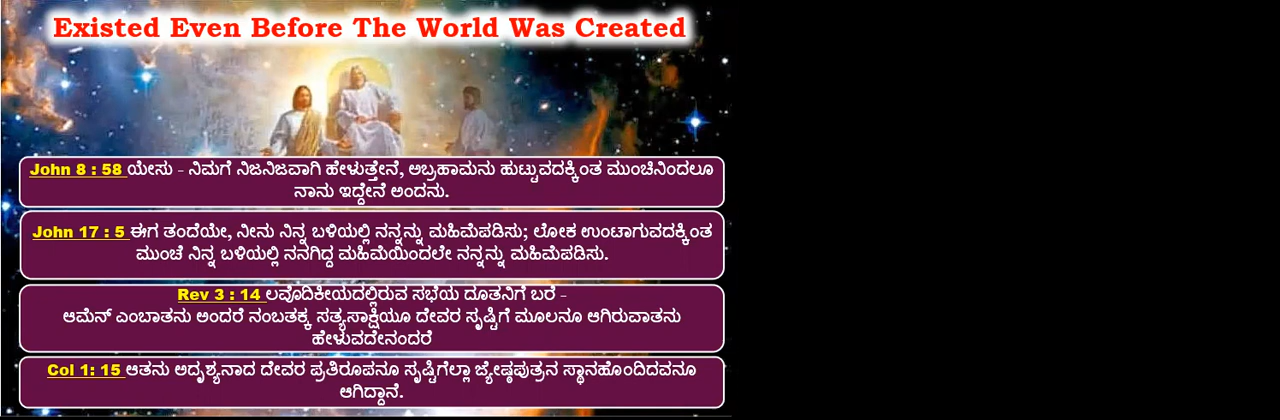 Existed Even Before The World Was Created
John 8 : 58 ಯೇಸು - ನಿಮಗೆ ನಿಜನಿಜವಾಗಿ ಹೇಳುತ್ತೇನೆ, ಅಬ್ರಹಾಮನು ಹುಟ್ಟುವದಕ್ಕಿಂತ ಮುಂಚಿನಿಂದಲೂ
ನಾನು ಇದ್ದೇನೆ ಅಂದನು.
John 17 : 5 ಈಗ ತಂದೆಯೇ, ನೀನು ನಿನ್ನ ಬಳಿಯಲ್ಲಿ ನನ್ನನ್ನು ಮಹಿಮೆಪಡಿಸು; ಲೋಕ ಉಂಟಾಗುವದಕ್ಕಿಂತ
ಮುಂಚೆ ನಿನ್ನ ಬಳಿಯಲ್ಲಿ ನನಗಿದ್ದ ಮಹಿಮೆಯಿಂದಲೇ ನನ್ನನ್ನು ಮಹಿಮೆಪಡಿಸು.
Rev 3 : 14 ಲವೊದಿಕೀಯದಲ್ಲಿರುವ ಸಭೆಯ ದೂತನಿಗೆ ಬರೆ -
ಆಮೆನ್ ಎಂಬಾತನು ಅಂದರೆ ನಂಬತಕ್ಕ ಸತ್ಯಸಾಕ್ಷಿಯೂ ದೇವರ ಸೃಷ್ಟಿಗೆ ಮೂಲನೂ ಆಗಿರುವಾತನು
ಹೇಳುವದೇನಂದರೆ
Col 1: 15 ಆತನು ಅದೃಶ್ಯನಾದ ದೇವರ ಪ್ರತಿರೂಪನೂ ಸೃಷ್ಟಿಗೆಲ್ಲಾ ಜ್ಯೇಷ್ಠಪುತ್ರನ ಸ್ಥಾನಹೊಂದಿದವನೂ
ಆಗಿದ್ದಾನೆ.